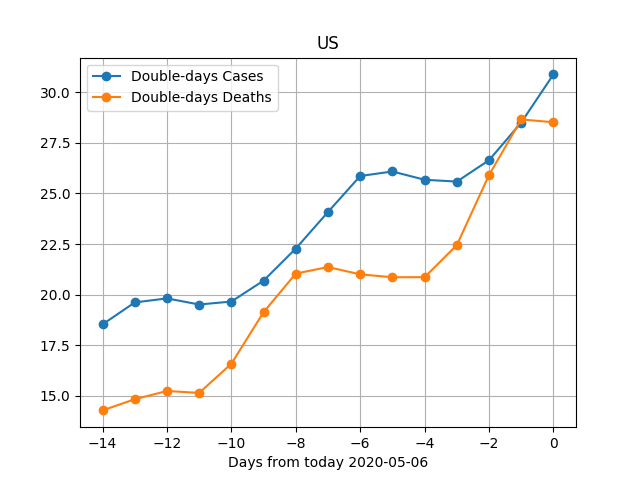 US
Double-days Cases
Double-days Deaths
30.0
27.5
25.0
22.5
20.0
17.5
15.0
−14 −12 −10 −8 −6 −4 −2 0
Days from today 2020-05-06